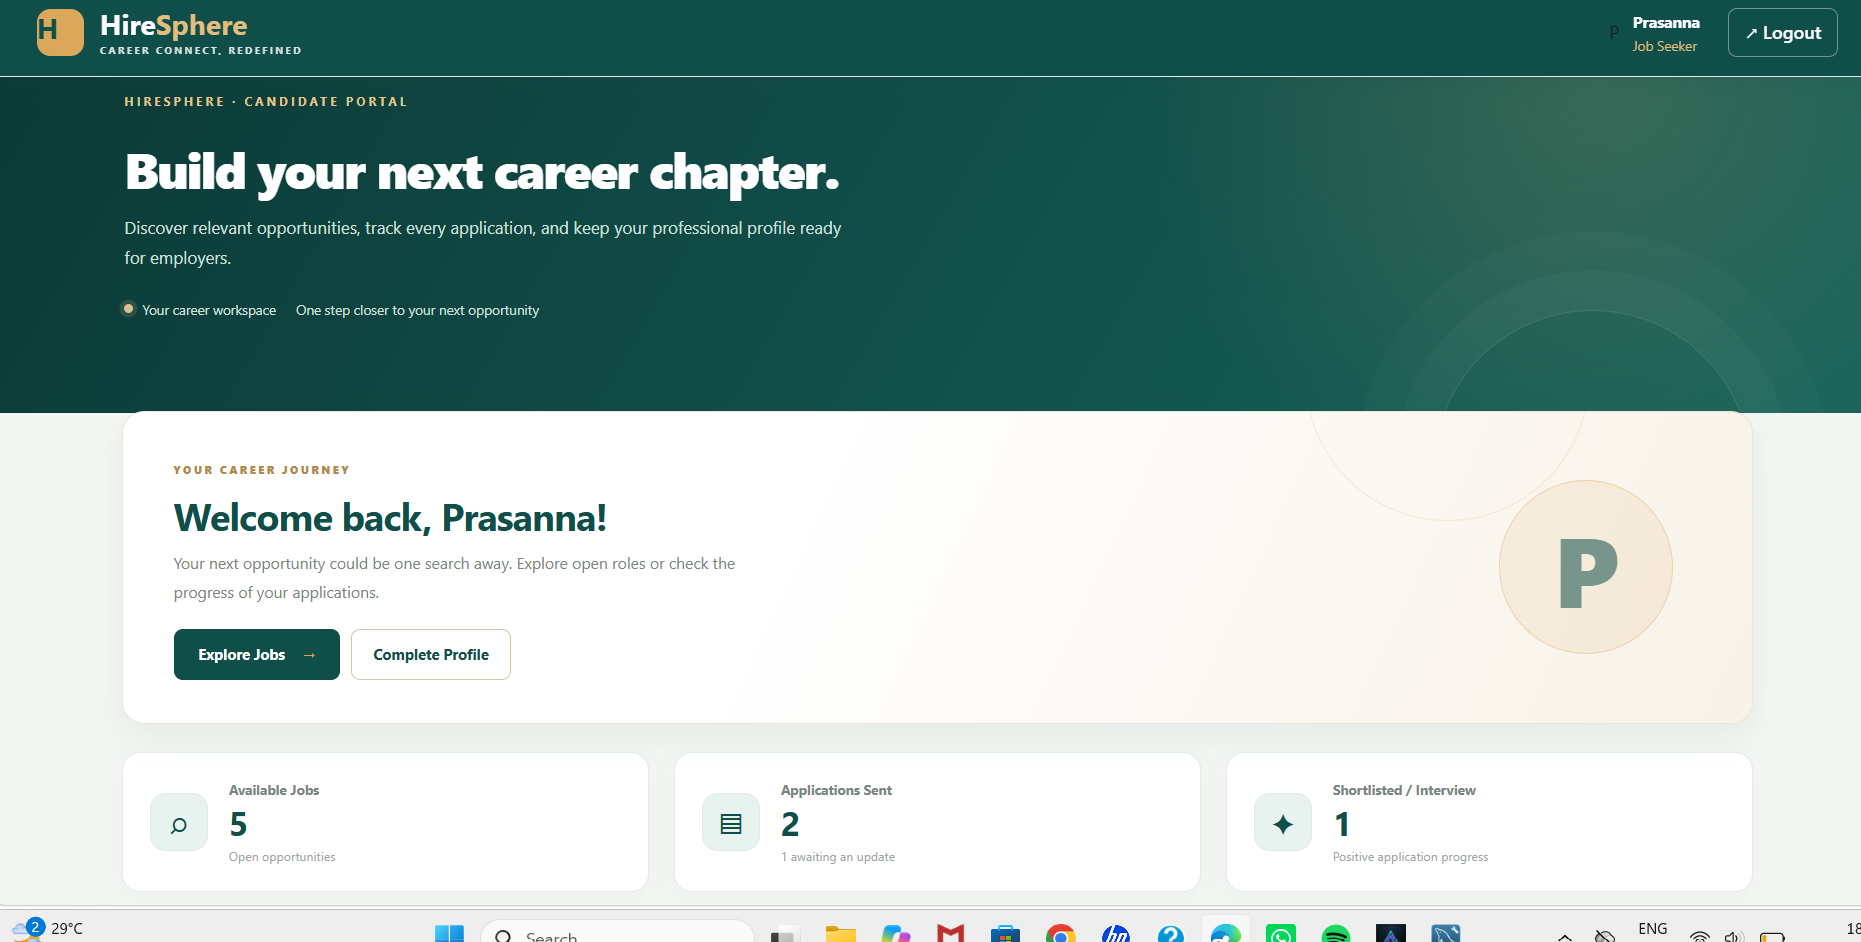 H
HireSphere
CAREER CONNECT, REDEFINED
P
Prasanna
Job Seeker
↗ Logout
HIRESPHERE · CANDIDATE PORTAL
Build your next career chapter.
Discover relevant opportunities, track every application, and keep your professional profile ready
for employers.
Your career workspace
One step closer to your next opportunity
YOUR CAREER JOURNEY
Welcome back, Prasanna!
Your next opportunity could be one search away. Explore open roles or check the
progress of your applications.
P
Explore Jobs →
Complete Profile
Available Jobs
5
Open opportunities
Applications Sent
2
1 awaiting an update
Shortlisted / Interview
1
Positive application progress
2
29°C
Search
hp
ENG
18